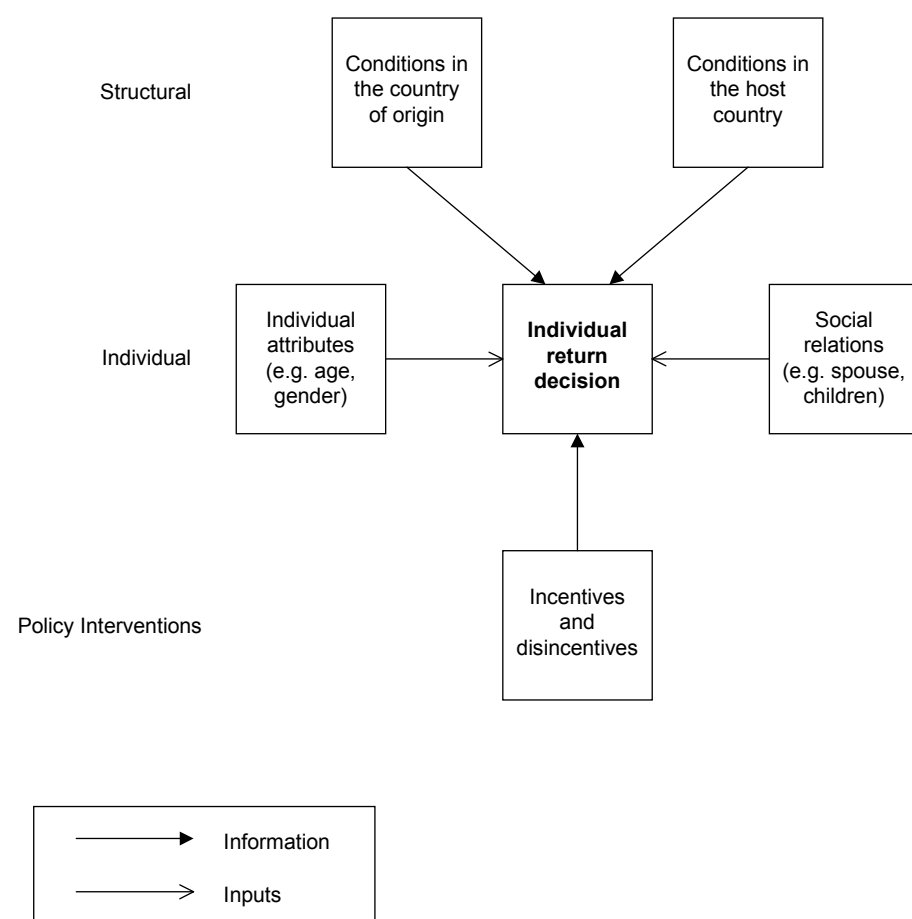 Structural
Conditions in
the country
of origin
Conditions in
the host
country
Individual
Individual
attributes
(e.g. age,
gender)
Individual
return
decision
Social
relations
(e.g. spouse,
children)
Policy Interventions
Incentives
and
disincentives
Information
Inputs